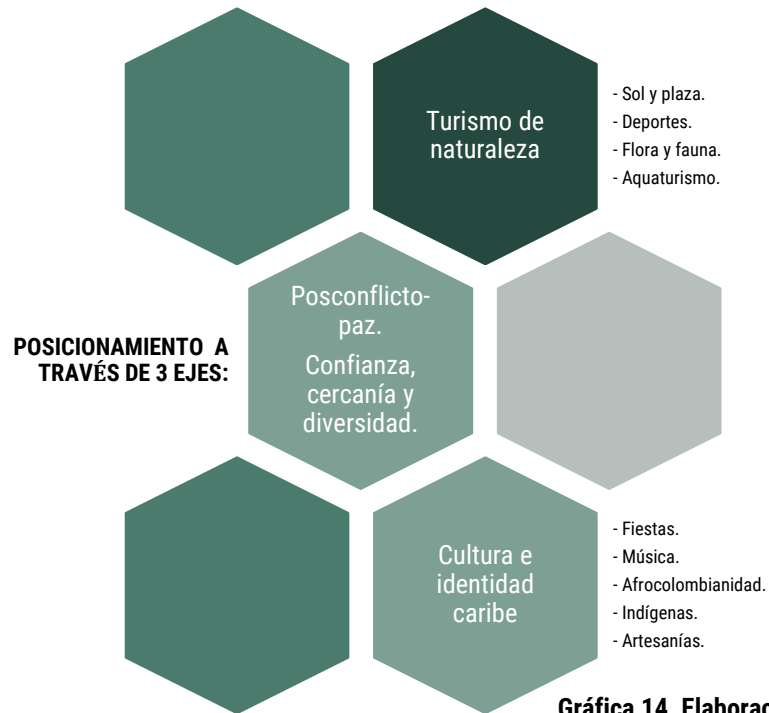 Turismo de
naturaleza
- Sol y plaza.
- Deportes.
- Flora y fauna.
- Aquaturismo.
POSICIONAMIENTO A
TRAVÉS DE 3 EJES:
Posconflicto-
paz.
Confianza,
cercanía y
diversidad.
Cultura e
identidad
caribe
- Fiestas.
- Música.
- Afrocolombianidad.
- Indígenas.
- Artesanías.
Gráfica 14. Elaborac